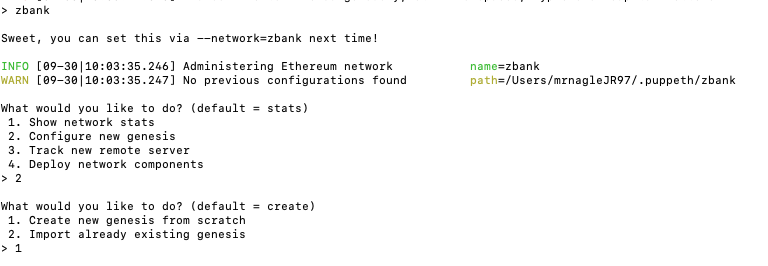 > zbank
Sweet, you can set this via --network=zbank next time!
INFO [09-30|10:03:35.246] Administering Ethereum network name=zbank
WARN [09-30|10:03:35.247] No previous configurations found path=/Users/mrnagleJR97/.puppeth/zbank
What would you like to do? (default = stats)
1. Show network stats
2. Configure new genesis
3. Track new remote server
4. Deploy network components
> 2
What would you like to do? (default = create)
1. Create new genesis from scratch
2. Import already existing genesis
> 1